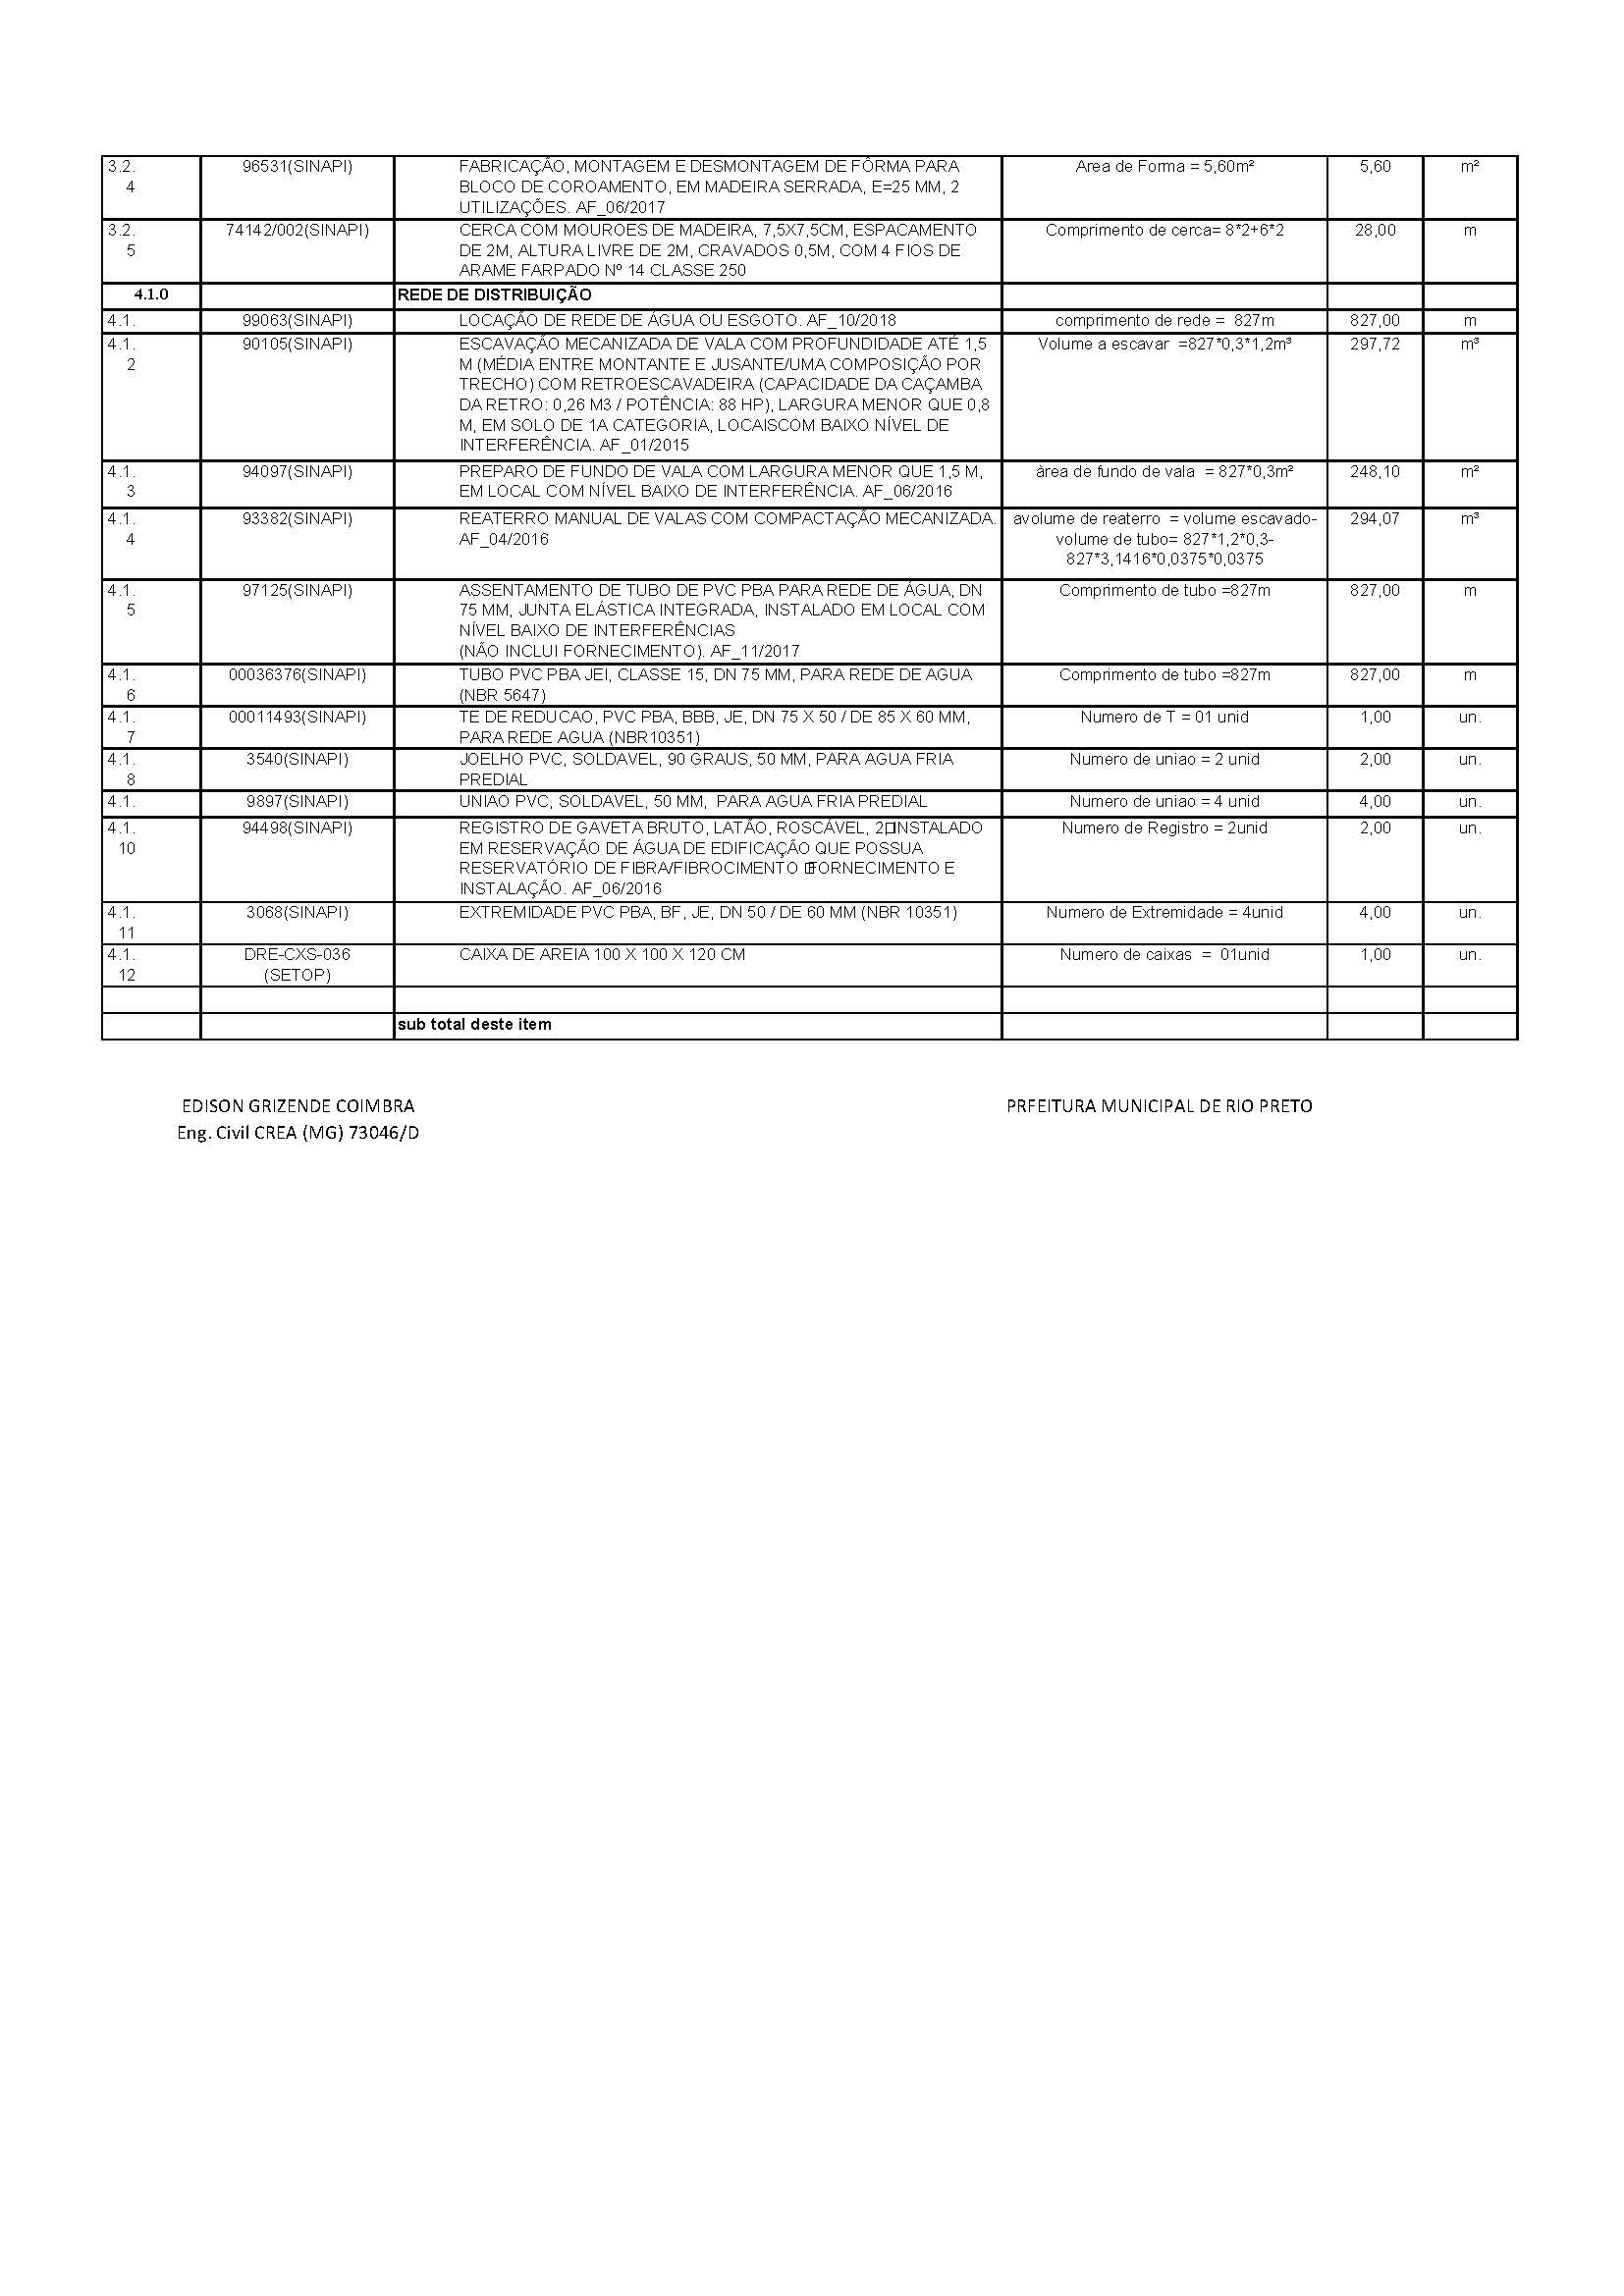 3.2.
4
96531(SINAPI)
FABRICAÇÃO, MONTAGEM E DESMONTAGEM DE FÔRMA PARA
BLOCO DE COROAMENTO, EM MADEIRA SERRADA, E=25 MM, 2
UTILIZAÇÕES. AF_06/2017
Area de Forma = 5,60m²
5,60
m²
3.2.
5
74142/002(SINAPI)
CERCA COM MOUROES DE MADEIRA, 7,5X7,5CM, ESPACAMENTO
DE 2M, ALTURA LIVRE DE 2M, CRAVADOS 0,5M, COM 4 FIOS DE
ARAME FARPADO Nº 14 CLASSE 250
Comprimento de cerca= 8*2+6*2
28,00
m
4.1.0
REDE DE DISTRIBUIÇÃO
4.1.
99063(SINAPI)
LOCAÇÃO DE REDE DE ÁGUA OU ESGOTO. AF_10/2018
comprimento de rede = 827m
827,00
m
4.1.
2
90105(SINAPI)
ESCAVAÇÃO MECANIZADA DE VALA COM PROFUNDIDADE ATÉ 1,5
M (MÉDIA ENTRE MONTANTE E JUSANTE/UMA COMPOSIÇÃO POR
TRECHO) COM RETROESCAVADEIRA (CAPACIDADE DA CAÇAMBA
DA RETRO: 0,26 M3 / POTÊNCIA: 88 HP), LARGURA MENOR QUE 0,8
M, EM SOLO DE 1A CATEGORIA, LOCAISCOM BAIXO NÍVEL DE
INTERFERÊNCIA. AF_01/2015
Volume a escavar =827*0,3*1,2m³
297,72
m³
4.1.
3
94097(SINAPI)
PREPARO DE FUNDO DE VALA COM LARGURA MENOR QUE 1,5 M,
EM LOCAL COM NÍVEL BAIXO DE INTERFERÊNCIA. AF_06/2016
àrea de fundo de vala = 827*0,3m²
248,10
m²
4.1.
4
93382(SINAPI)
REATERRO MANUAL DE VALAS COM COMPACTAÇÃO MECANIZADA.
AF_04/2016
avolume de reaterro = volume escavado-
volume de tubo= 827*1,2*0,3-
827*3,1416*0,0375*0,0375
294,07
m³
4.1.
5
97125(SINAPI)
ASSENTAMENTO DE TUBO DE PVC PBA PARA REDE DE ÁGUA, DN
75 MM, JUNTA ELÁSTICA INTEGRADA, INSTALADO EM LOCAL COM
NÍVEL BAIXO DE INTERFERÊNCIAS
(NÃO INCLUI FORNECIMENTO). AF_11/2017
Comprimento de tubo =827m
827,00
m
4.1.
6
00036376(SINAPI)
TUBO PVC PBA JEI, CLASSE 15, DN 75 MM, PARA REDE DE AGUA
(NBR 5647)
Comprimento de tubo =827m
827,00
m
4.1.
7
00011493(SINAPI)
TE DE REDUCAO, PVC PBA, BBB, JE, DN 75 X 50 / DE 85 X 60 MM,
PARA REDE AGUA (NBR10351)
Numero de T = 01 unid
1,00
un.
4.1.
8
3540(SINAPI)
JOELHO PVC, SOLDAVEL, 90 GRAUS, 50 MM, PARA AGUA FRIA
PREDIAL
Numero de uniao = 2 unid
2,00
un.
4.1.
9897(SINAPI)
UNIAO PVC, SOLDAVEL, 50 MM, PARA AGUA FRIA PREDIAL
Numero de uniao = 4 unid
4,00
un.
4.1.
10
94498(SINAPI)
REGISTRO DE GAVETA BRUTO, LATÃO, ROSCÁVEL, 2 INSTALADO
EM RESERVAÇÃO DE ÁGUA DE EDIFICAÇÃO QUE POSSUA
RESERVATÓRIO DE FIBRA/FIBROCIMENTO FORNECIMENTO E
INSTALAÇÃO. AF_06/2016
Numero de Registro = 2unid
2,00
un.
4.1.
11
3068(SINAPI)
EXTREMIDADE PVC PBA, BF, JE, DN 50 / DE 60 MM (NBR 10351)
Numero de Extremidade = 4unid
4,00
un.
4.1.
12
DRE-CXS-036
(SETOP)
CAIXA DE AREIA 100 X 100 X 120 CM
Numero de caixas = 01unid
1,00
un.
sub total deste item
EDISON GRIZENDE COIMBRA
PRFEITURA MUNICIPAL DE RIO PRETO
Eng. Civil CREA (MG) 73046/D